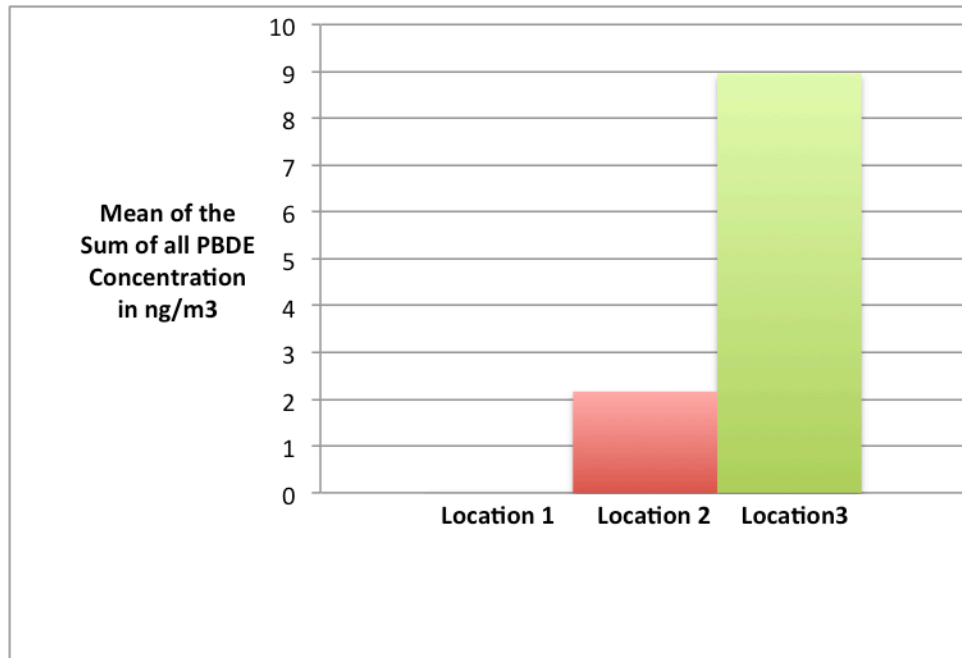 10
9
8
7
6
5
4
3
2
1
0
Mean of the
Sum of all PBDE
Concentration
in ng/m3
Location 1 Location 2 Location3